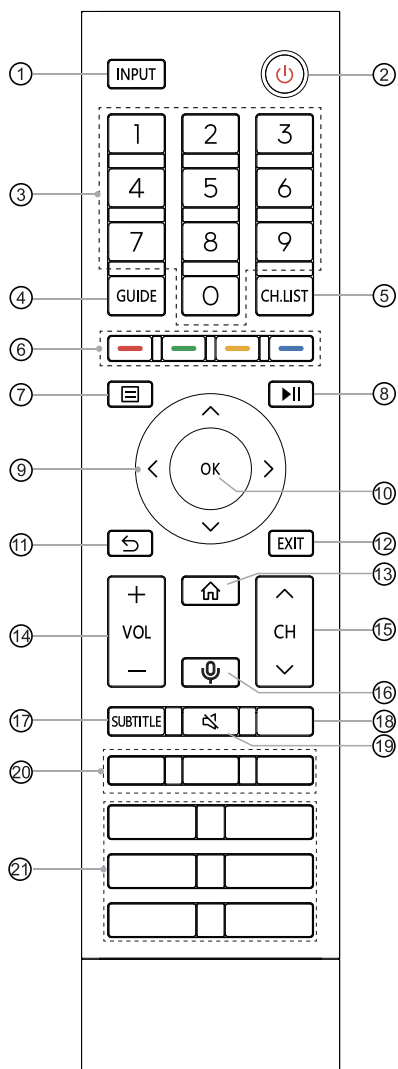 ① INPUT ②
1 2 3
③ 4 5 6
7 8 9
④ GUIDE 0 CH.LIST ⑤
⑥
⑦ ⑧
⑨ OK
⑩
⑪ EXIT ⑫
⑬
+
⑭ VOL CH ⑮
—
⑯
⑰ SUBTITLE ⑱
⑲
⑳
㉑